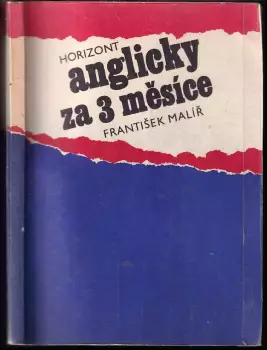 HORIZONT
anglicky
za 3 měsíce
FRANTIŠEK MALÍŘ